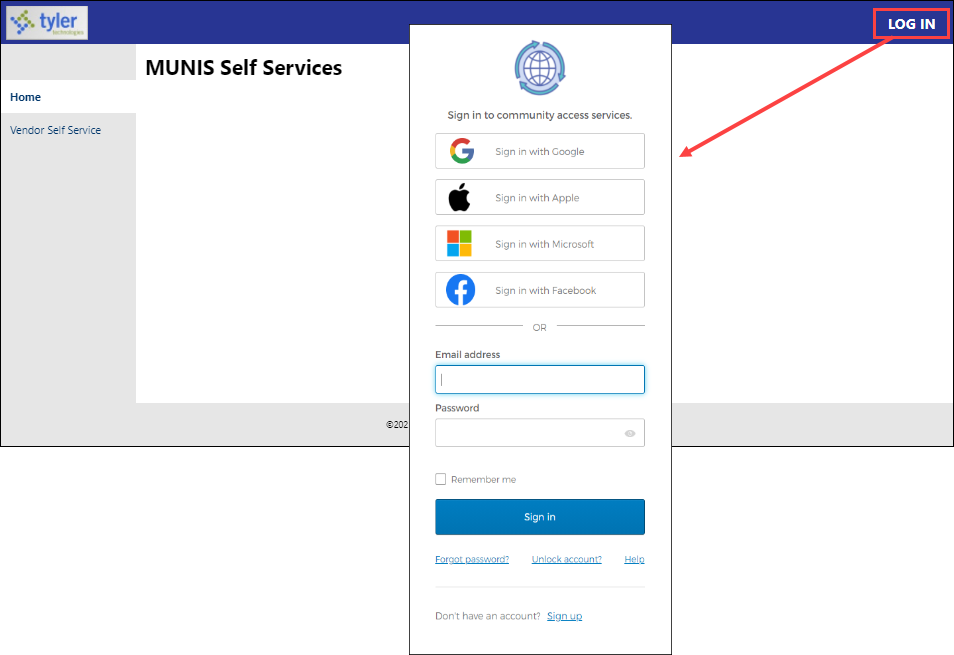 tyler
technologies
LOG IN
MUNIS Self Services
Home
Vendor Self Service
Sign in to community access services.
Sign in with Google
Sign in with Apple
Sign in with Microsoft
Sign in with Facebook
OR
Email address
Password
©202
Remember me
Sign in
Forgot password? Unlock account? Help
Don't have an account? Sign up